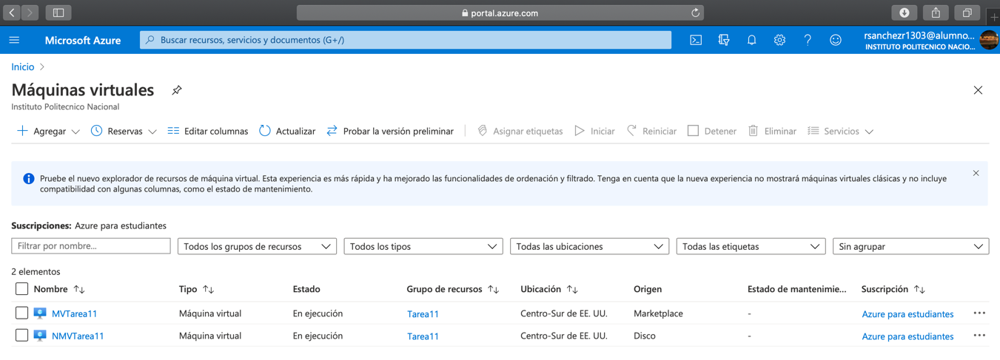 portal.azure.com
Microsoft Azure
Buscar recursos, servicios y documentos (G+/)
rsanchezr1303@alumno...
INSTITUTO POLITECNICO NACIO...
Inicio
Máquinas virtuales
Instituto Politecnico Nacional
Agregar Reservas Editar columnas Actualizar Probar la versión preliminar Asignar etiquetas Iniciar Reiniciar Detener Eliminar Servicios
Pruebe el nuevo explorador de recursos de máquina virtual. Esta experiencia es más rápida y ha mejorado las funcionalidades de ordenación y filtrado. Tenga en cuenta que la nueva experiencia no mostrará máquinas virtuales clásicas y no incluye
compatibilidad con algunas columnas, como el estado de mantenimiento.
Suscripciones: Azure para estudiantes
Filtrar por nombre... Todos los grupos de recursos Todos los tipos Todas las ubicaciones Todas las etiquetas Sin agrupar
2 elementos
Nombre Tipo Estado Grupo de recursos Ubicación Origen Estado de mantenimie... Suscripción
MVTarea11 Máquina virtual En ejecución Tarea11 Centro-Sur de EE. UU. Marketplace - Azure para estudiantes
NMVTarea11 Máquina virtual En ejecución Tarea11 Centro-Sur de EE. UU. Disco - Azure para estudiantes